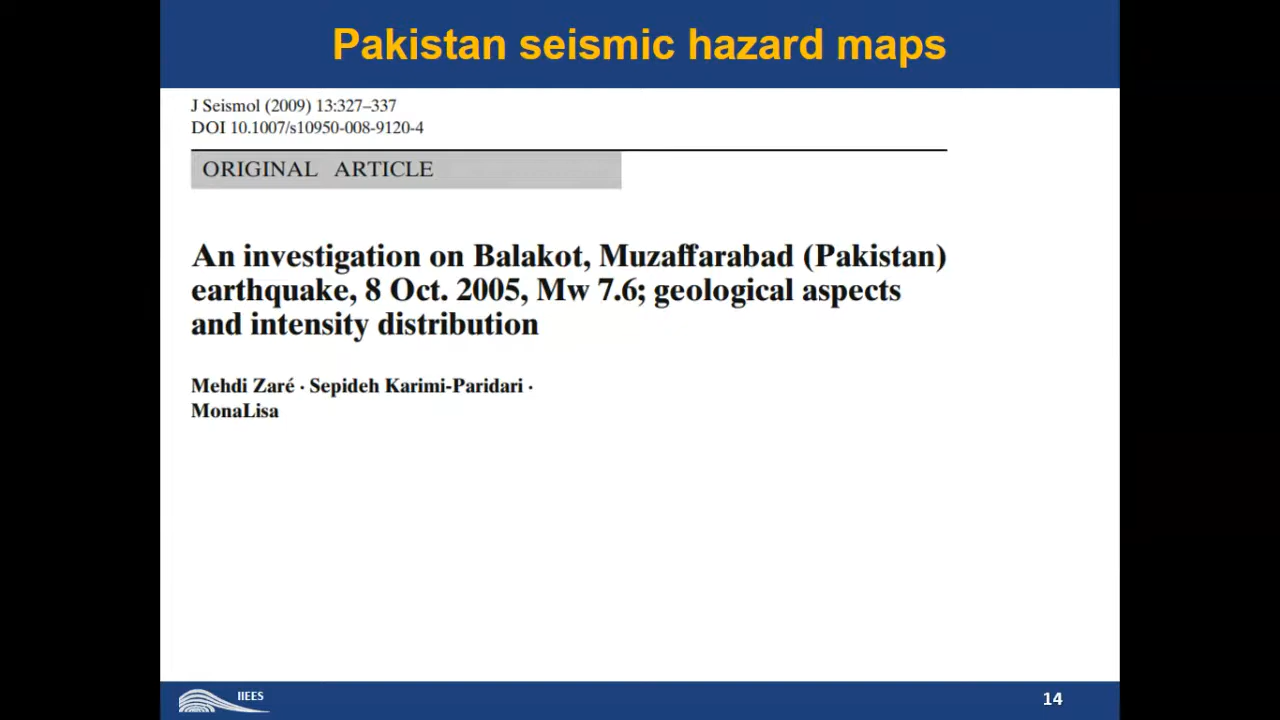 Pakistan seismic hazard maps
J Seismol (2009) 13:327–337
DOI 10.1007/s10950-008-9120-4
ORIGINAL ARTICLE
An investigation on Balakot, Muzaffarabad (Pakistan)
earthquake, 8 Oct. 2005, Mw 7.6; geological aspects
and intensity distribution
Mehdi Zaré · Sepideh Karimi-Paridari ·
MonaLisa
IIEES
14